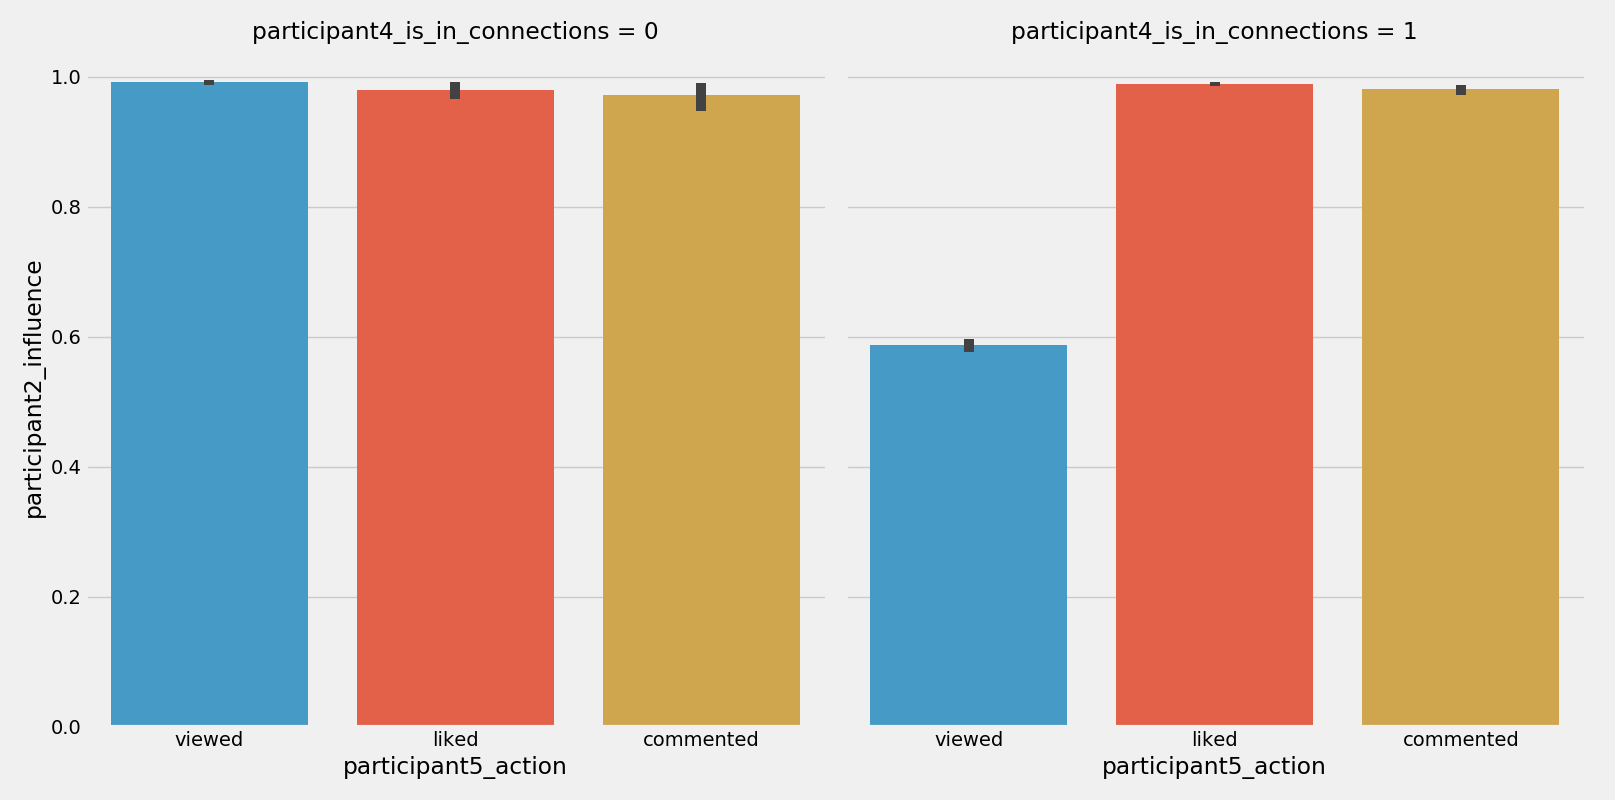 participant4_is_in_connections = 0
participant4_is_in_connections = 1
participant2_influence
1.0
0.8
0.6
0.4
0.2
0.0
viewed liked commented
viewed liked commented
participant5_action
participant5_action